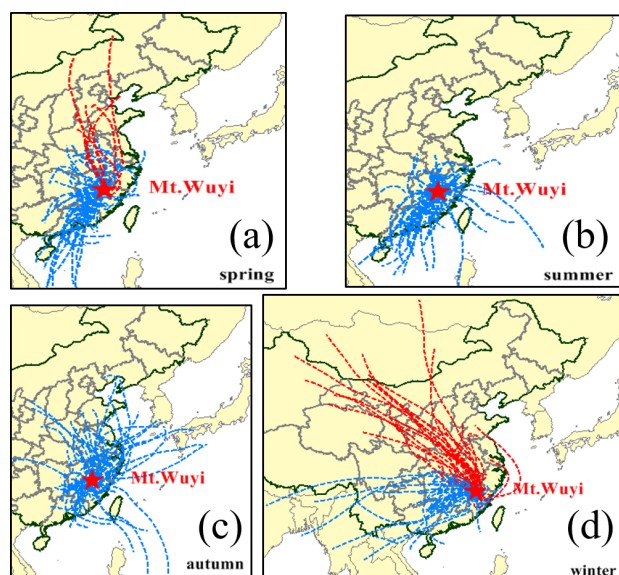 Mt.Wuyi
(a)
spring
Mt.Wuyi
(b)
summer
Mt.Wuyi
(c)
autumn
Mt.Wuyi
(d)
winter